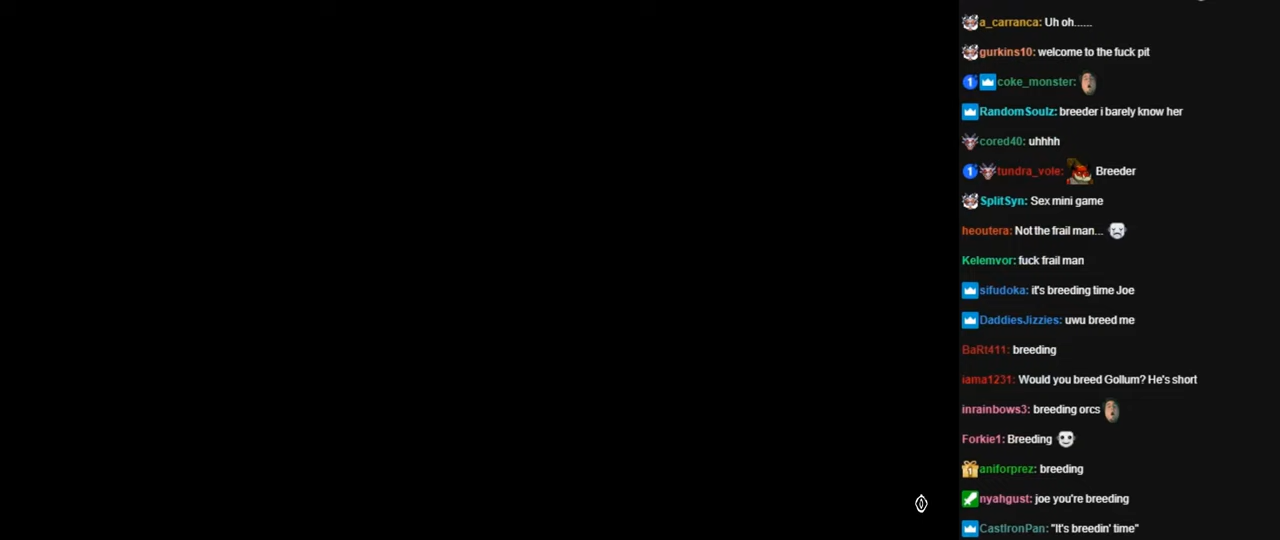 a_carranca: Uh oh......
gurkins10: welcome to the fuck pit
coke_monster:
RandomSoulz: breeder i barely know her
cored40: uhhhh
tundra_vole: Breeder
SplitSyn: Sex mini game
heoutera: Not the frail man...
Kelemvor: fuck frail man
sifudoka: it's breeding time Joe
DaddiesJizzies: uwu breed me
BaRt411: breeding
iama1231: Would you breed Gollum? He's short
inrainbows3: breeding orcs
Forkie1: Breeding
aniforprez: breeding
nyahgust: joe you're breeding
CastIronPan: "It's breedin' time"